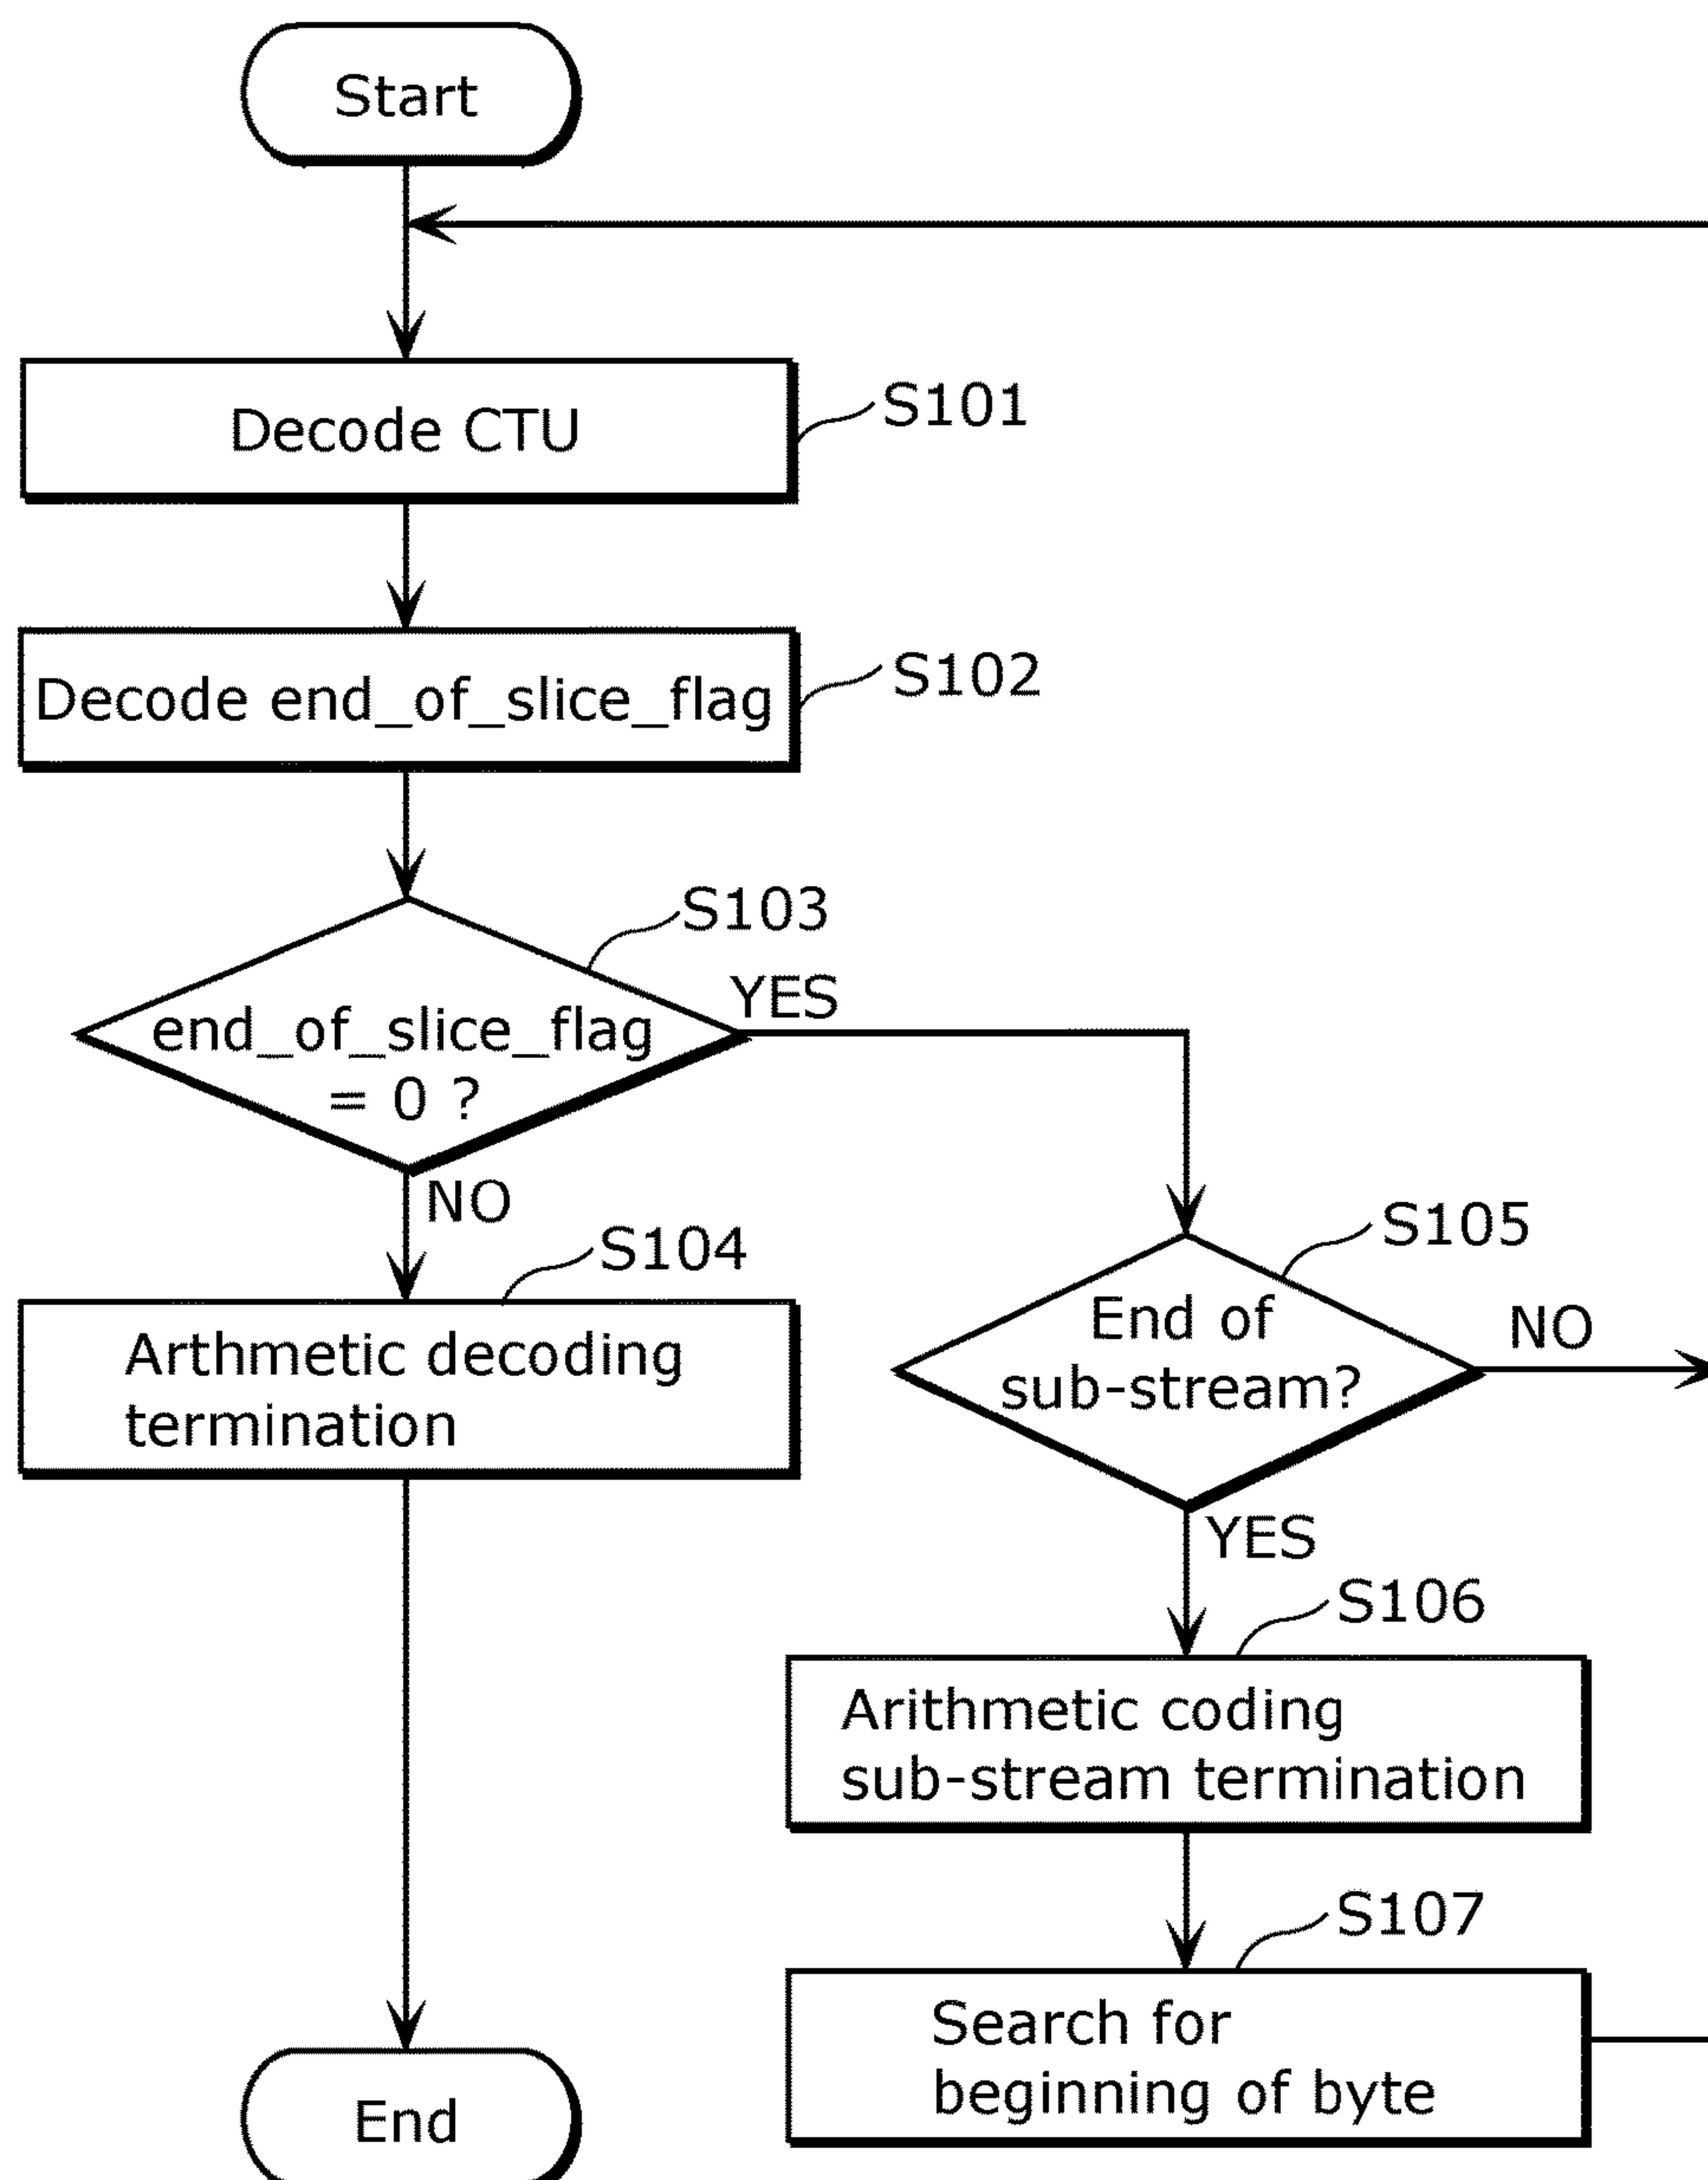 Start
Decode CTU
S101
Decode end_of_slice_flag
S102
S103
end_of_slice_flag
= 0 ?
YES
NO
S104
Arthmetic decoding
termination
S105
End of
sub-stream?
NO
YES
S106
Arithmetic coding
sub-stream termination
S107
Search for
beginning of byte
End